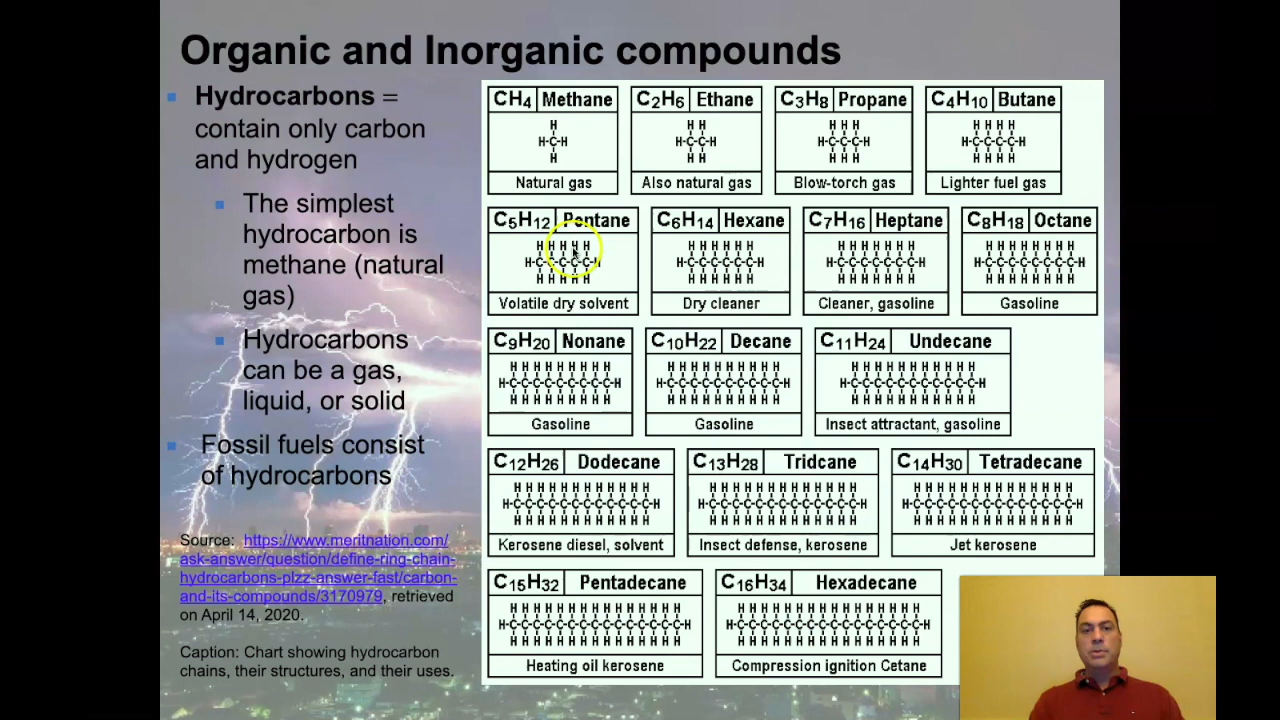 Organic and Inorganic compounds
Hydrocarbons =
contain only carbon
and hydrogen
The simplest
hydrocarbon is
methane (natural
gas)
Hydrocarbons
can be a gas,
liquid, or solid
Fossil fuels consist
of hydrocarbons
Source: https://www.meritnation.com/
ask-answer/question/define-ring-chain-
hydrocarbons-plzz-answer-fast/carbon-
and-its-compounds/3170979, retrieved
on April 14, 2020.
Caption: Chart showing hydrocarbon
chains, their structures, and their uses.
CH4 Methane
H
H-C-H
H
Natural gas
C2H6 Ethane
H H
H-C-C-H
H H
Also natural gas
C3H8 Propane
H H H
H-C-C-C-H
H H H
Blow-torch gas
C4H10 Butane
H H H H
H-C-C-C-C-H
H H H H
Lighter fuel gas
C5H12 Pentane
H H H H H
H-C-C-C-C-C-H
H H H H H
Volatile dry solvent
C6H14 Hexane
H H H H H H
H-C-C-C-C-C-C-H
H H H H H H
Dry cleaner
C7H16 Heptane
H H H H H H H
H-C-C-C-C-C-C-C-H
H H H H H H H
Cleaner, gasoline
C8H18 Octane
H H H H H H H H
H-C-C-C-C-C-C-C-C-H
H H H H H H H H
Gasoline
C9H20 Nonane
H H H H H H H H H
H-C-C-C-C-C-C-C-C-C-H
H H H H H H H H H
Gasoline
C10H22 Decane
H H H H H H H H H H
H-C-C-C-C-C-C-C-C-C-C-H
H H H H H H H H H H
Gasoline
C11H24 Undecane
H H H H H H H H H H H
H-C-C-C-C-C-C-C-C-C-C-C-H
H H H H H H H H H H H
Insect attractant, gasoline
C12H26 Dodecane
H H H H H H H H H H H H
H-C-C-C-C-C-C-C-C-C-C-C-C-H
H H H H H H H H H H H H
Kerosene diesel, solvent
C13H28 Tridcane
H H H H H H H H H H H H H
H-C-C-C-C-C-C-C-C-C-C-C-C-C-H
H H H H H H H H H H H H H
Insect defense, kerosene
C14H30 Tetradecane
H H H H H H H H H H H H H H
H-C-C-C-C-C-C-C-C-C-C-C-C-C-C-H
H H H H H H H H H H H H H H
Jet kerosene
C15H32 Pentadecane
H H H H H H H H H H H H H H H
H-C-C-C-C-C-C-C-C-C-C-C-C-C-C-C-H
H H H H H H H H H H H H H H H
Heating oil kerosene
C16H34 Hexadecane
H H H H H H H H H H H H H H H H
H-C-C-C-C-C-C-C-C-C-C-C-C-C-C-C-C-H
H H H H H H H H H H H H H H H H
Compression ignition Cetane